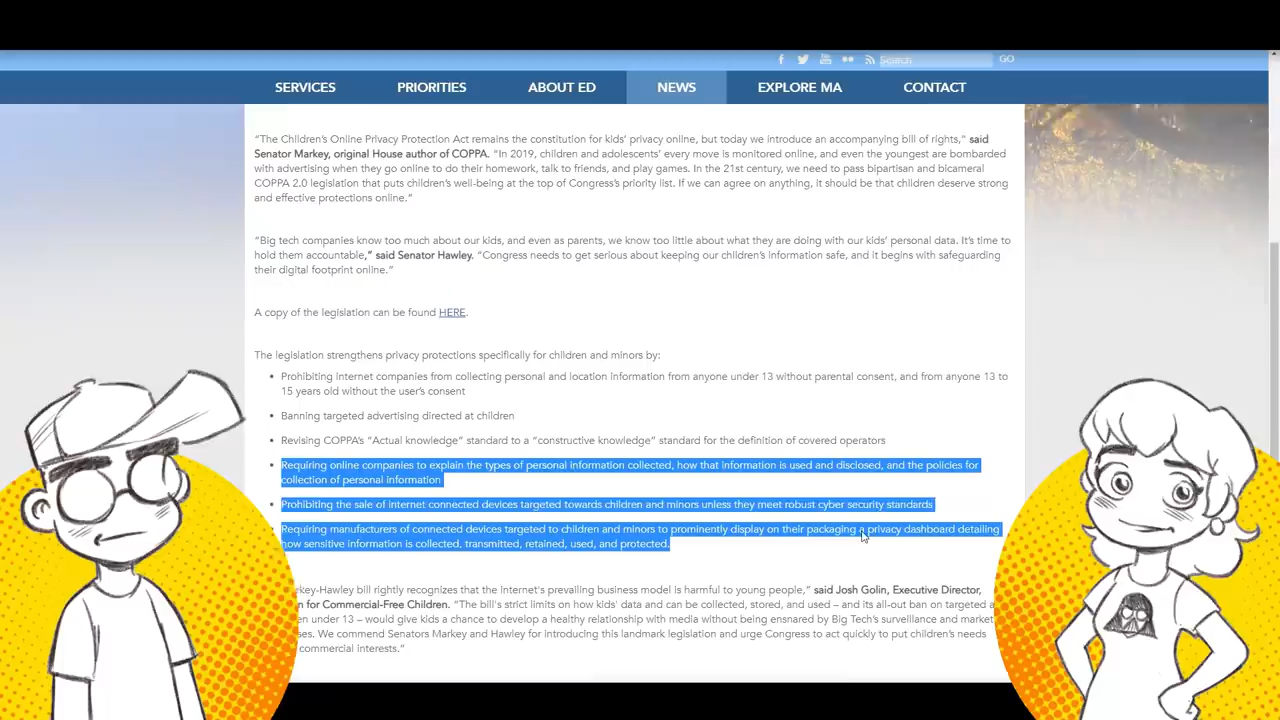 Search GO
SERVICES PRIORITIES ABOUT ED NEWS EXPLORE MA CONTACT
“The Children’s Online Privacy Protection Act remains the constitution for kids’ privacy online, but today we introduce an accompanying bill of rights,” said
Senator Markey, original House author of COPPA. “In 2019, children and adolescents’ every move is monitored online, and even the youngest are bombarded
with advertising when they go online to do their homework, talk to friends, and play games. In the 21st century, we need to pass bipartisan and bicameral
COPPA 2.0 legislation that puts children’s well-being at the top of Congress’s priority list. If we can agree on anything, it should be that children deserve strong
and effective protections online.”
“Big tech companies know too much about our kids, and even as parents, we know too little about what they are doing with our kids’ personal data. It’s time to
hold them accountable,” said Senator Hawley. “Congress needs to get serious about keeping our children’s information safe, and it begins with safeguarding
their digital footprint online.”
A copy of the legislation can be found HERE.
The legislation strengthens privacy protections specifically for children and minors by:
• Prohibiting internet companies from collecting personal and location information from anyone under 13 without parental consent, and from anyone 13 to
15 years old without the user’s consent
• Banning targeted advertising directed at children
• Revising COPPA’s “Actual knowledge” standard to a “constructive knowledge” standard for the definition of covered operators
• Requiring online companies to explain the types of personal information collected, how that information is used and disclosed, and the policies for
collection of personal information
• Prohibiting the sale of internet connected devices targeted towards children and minors unless they meet robust cyber security standards
• Requiring manufacturers of connected devices targeted to children and minors to prominently display on their packaging a privacy dashboard detailing
how sensitive information is collected, transmitted, retained, used, and protected.
bill rightly recognizes that the internet's prevailing business model is harmful to young people,” said Josh Golin, Executive Director,
for Commercial-Free Children. “The bill's strict limits on how kids' data and can be collected, stored, and used – and its all-out ban on targeted
under 13 – would give kids a chance to develop a healthy relationship with media without being ensnared by Big Tech’s surveillance and
We commend Senators Markey and Hawley for introducing this landmark legislation and urge Congress to act quickly to put children’s needs
commercial interests.”